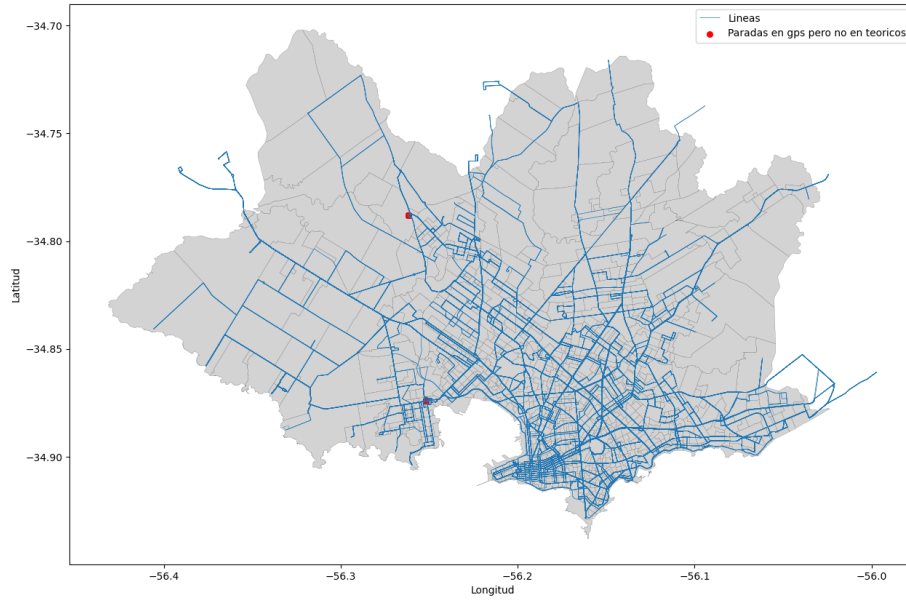 Lineas
Paradas en gps pero no en teoricos
−34.70
−34.75
−34.80
−34.85
−34.90
Latitud
−56.4
−56.3
−56.2
−56.1
−56.0
Longitud